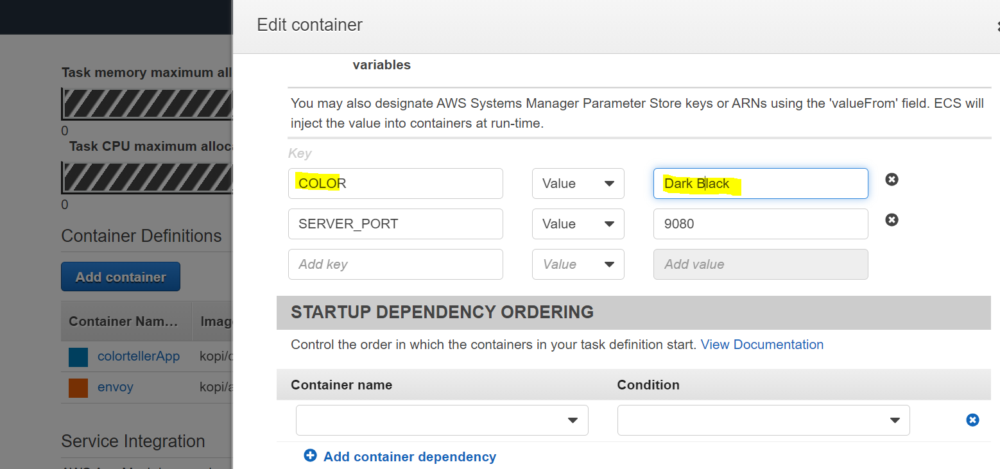 Edit container
variables
You may also designate AWS Systems Manager Parameter Store keys or ARNs using the 'valueFrom' field. ECS will
inject the value into containers at run-time.
Key
COLOR Value Dark Black
SERVER_PORT Value 9080
Add key Value Add value
STARTUP DEPENDENCY ORDERING
Control the order in which the containers in your task definition start. View Documentation
Container name Condition
Add container dependency
Task memory maximum all
0
Task CPU maximum alloc
0
Container Definitions
Add container
Container Nam... Imag
colortellerApp kopi/c
envoy kopi/a
Service Integration